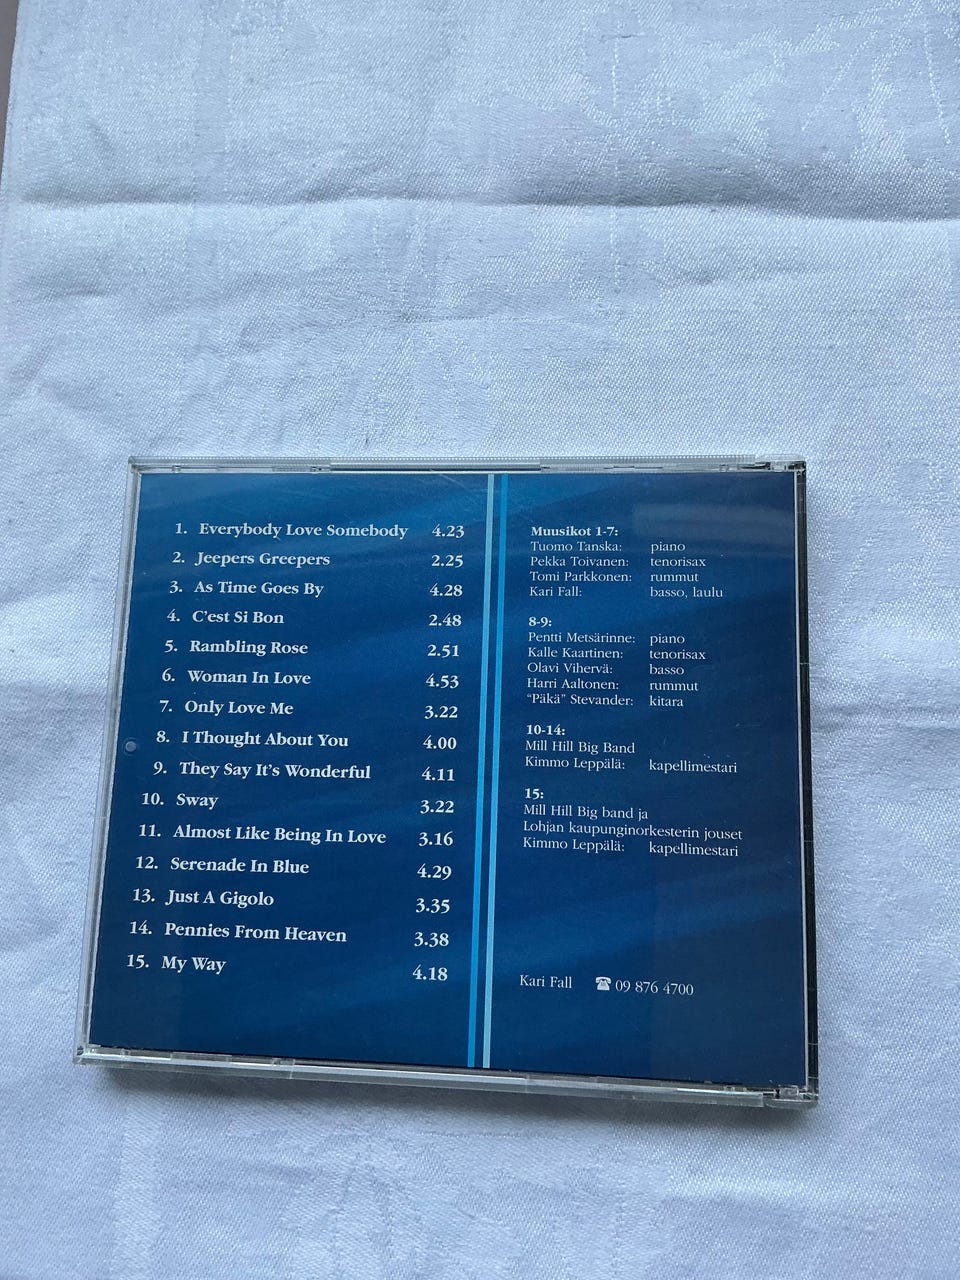 1. Everybody Love Somebody 4.23
2. Jeepers Greepers 2.25
3. As Time Goes By 4.28
4. C'est Si Bon 2.48
5. Rambling Rose 2.51
6. Woman In Love 4.53
7. Only Love Me 3.22
8. I Thought About You 4.00
9. They Say It's Wonderful 4.11
10. Sway 3.22
11. Almost Like Being In Love 3.16
12. Serenade In Blue 4.29
13. Just A Gigolo 3.35
14. Pennies From Heaven 3.38
15. My Way 4.18
Muusikot 1-7:
Tuomo Tanska: piano
Pekka Toivanen: tenorisax
Tomi Parkkonen: rummut
Kari Fall: basso, laulu
8-9:
Pentti Metsärinne: piano
Kalle Kaartinen: tenorisax
Olavi Vihervä: basso
Harri Aaltonen: rummut
"Päkä" Stevander: kitara
10-14:
Mill Hill Big Band
Kimmo Leppälä: kapellimestari
15:
Mill Hill Big band ja
Lohjan kaupunginorkesterin jouset
Kimmo Leppälä: kapellimestari
Kari Fall ☎ 09 876 4700